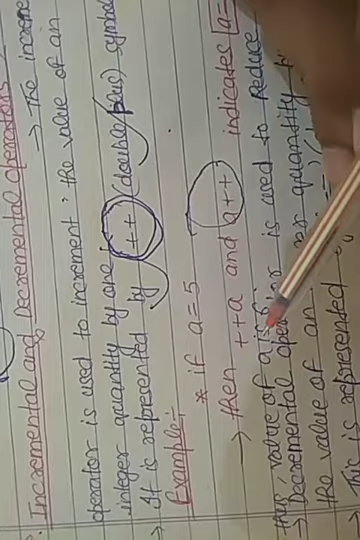 Incremental and Decremental operators
→ The increme
operator is used to increment, the value of an
integer quantity by one
→ It is represented by (++) (double plus) symbol
Example:-
* if a = 5
→ then ++a and a++ indicates a=
thus, value of a is 6.
→ Decremental operator is used to reduce
the value of an quantity
→ This is represented